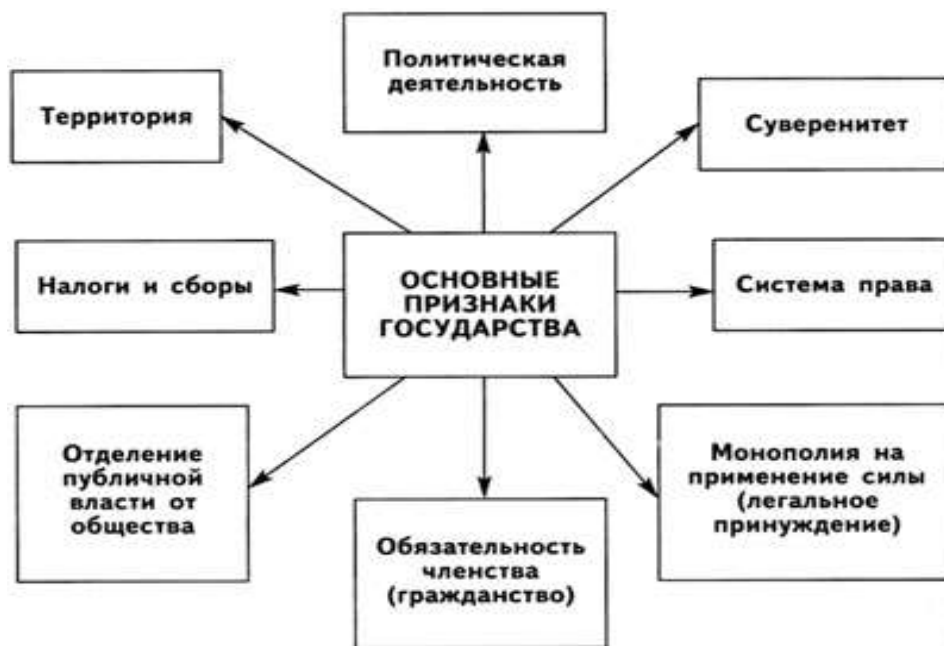 Политическая
деятельность
Территория
Суверенитет
Налоги и сборы
ОСНОВНЫЕ
ПРИЗНАКИ
ГОСУДАРСТВА
Система права
Отделение
публичной
власти от
общества
Обязательность
членства
(гражданство)
Монополия на
применение силы
(легальное
принуждение)